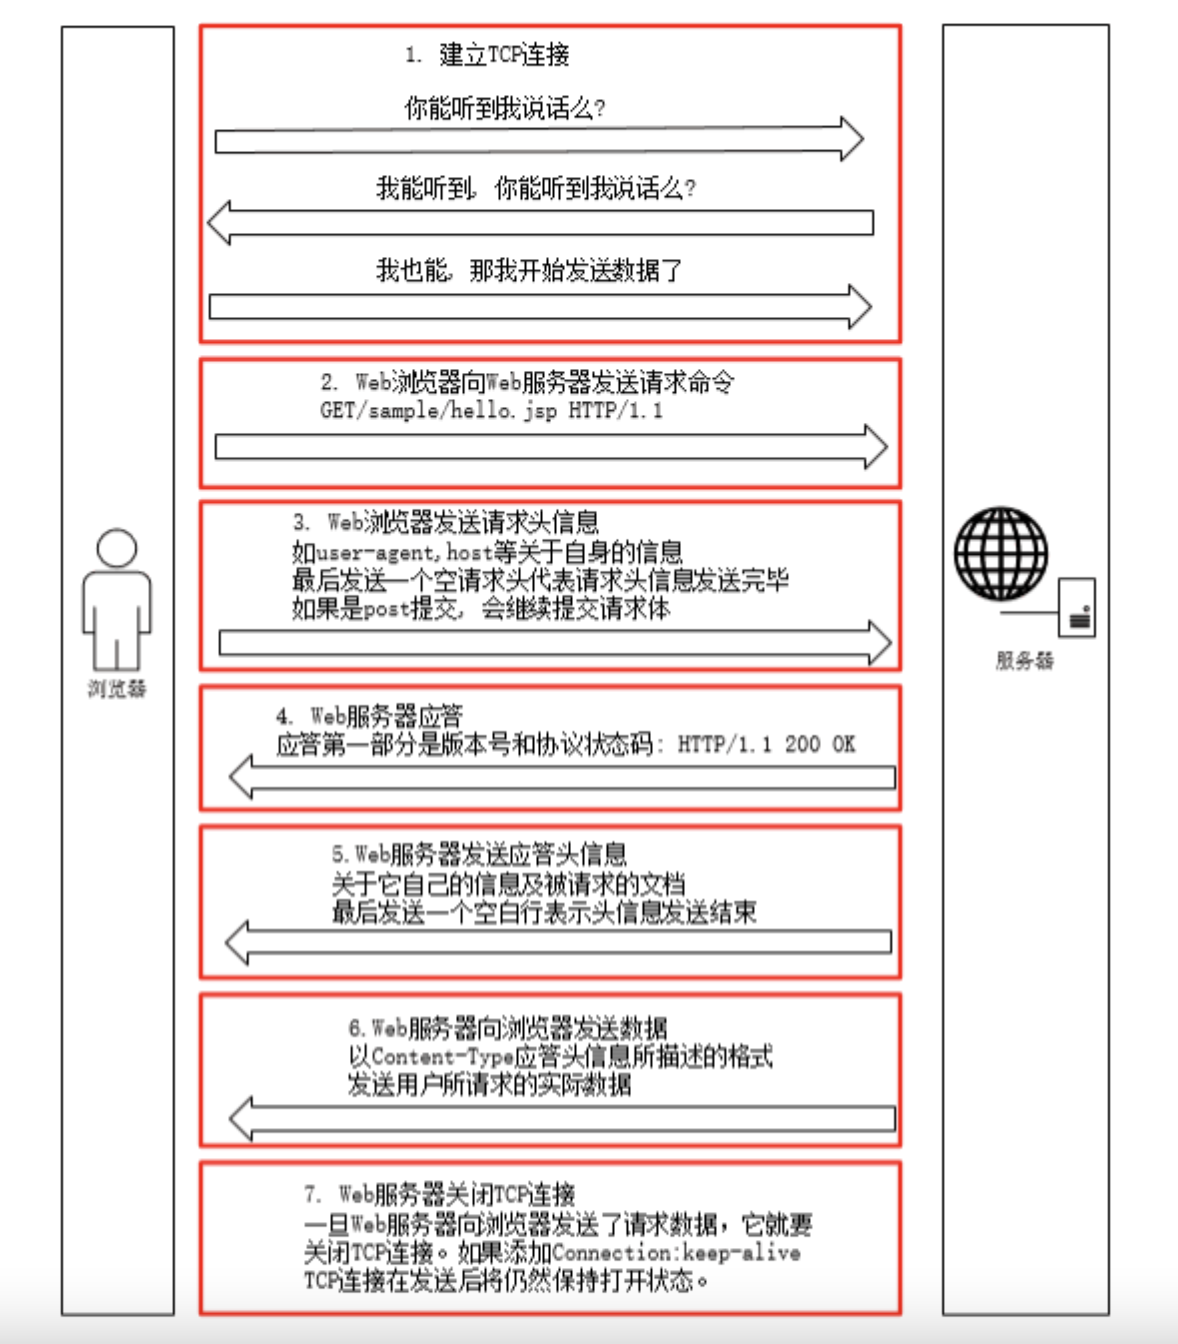 1. 建立TCP连接
你能听到我说话么?
我能听到, 你能听到我说话么?
我也能, 那我开始发送数据了
2. Web浏览器向Web服务器发送请求命令
GET/sample/hello.jsp HTTP/1.1
3. Web浏览器发送请求头信息
如user-agent,host等关于自身的信息
最后发送一个空请求头代表请求头信息发送完毕
如果是post提交, 会继续提交请求体
浏览器
服务器
4. Web服务器应答
应答第一部分是版本号和协议状态码: HTTP/1.1 200 OK
5.Web服务器发送应答头信息
关于它自己的信息及被请求的文档
最后发送一个空白行表示头信息发送结束
6.Web服务器向浏览器发送数据
以Content-Type应答头信息所描述的格式
发送用户所请求的实际数据
7. Web服务器关闭TCP连接
一旦Web服务器向浏览器发送了请求数据，它就要
关闭TCP连接。如果添加Connection:keep-alive
TCP连接在发送后将仍然保持打开状态。